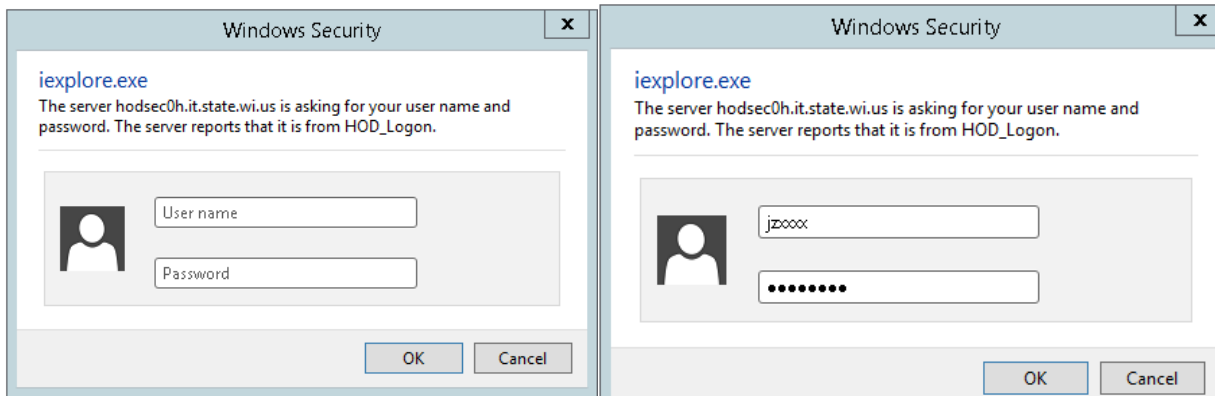 Windows Security
x
iexplore.exe
The server hodsec0h.it.state.wi.us is asking for your user name and
password. The server reports that it is from HOD_Logon.
User name
Password
OK
Cancel
Windows Security
x
iexplore.exe
The server hodsec0h.it.state.wi.us is asking for your user name and
password. The server reports that it is from HOD_Logon.
jzxxxx
●●●●●●●●
OK
Cancel